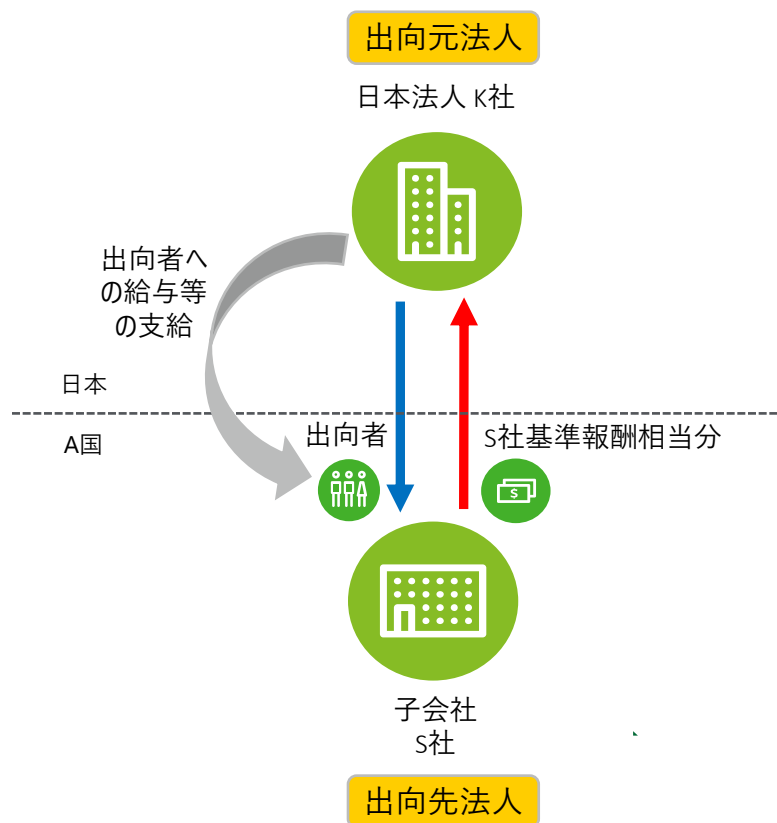 出向元法人
日本法人 K社
出向者へ
の給与等
の支給
日本
A国
出向者
S社基準報酬相当分
$
子会社
S社
出向先法人